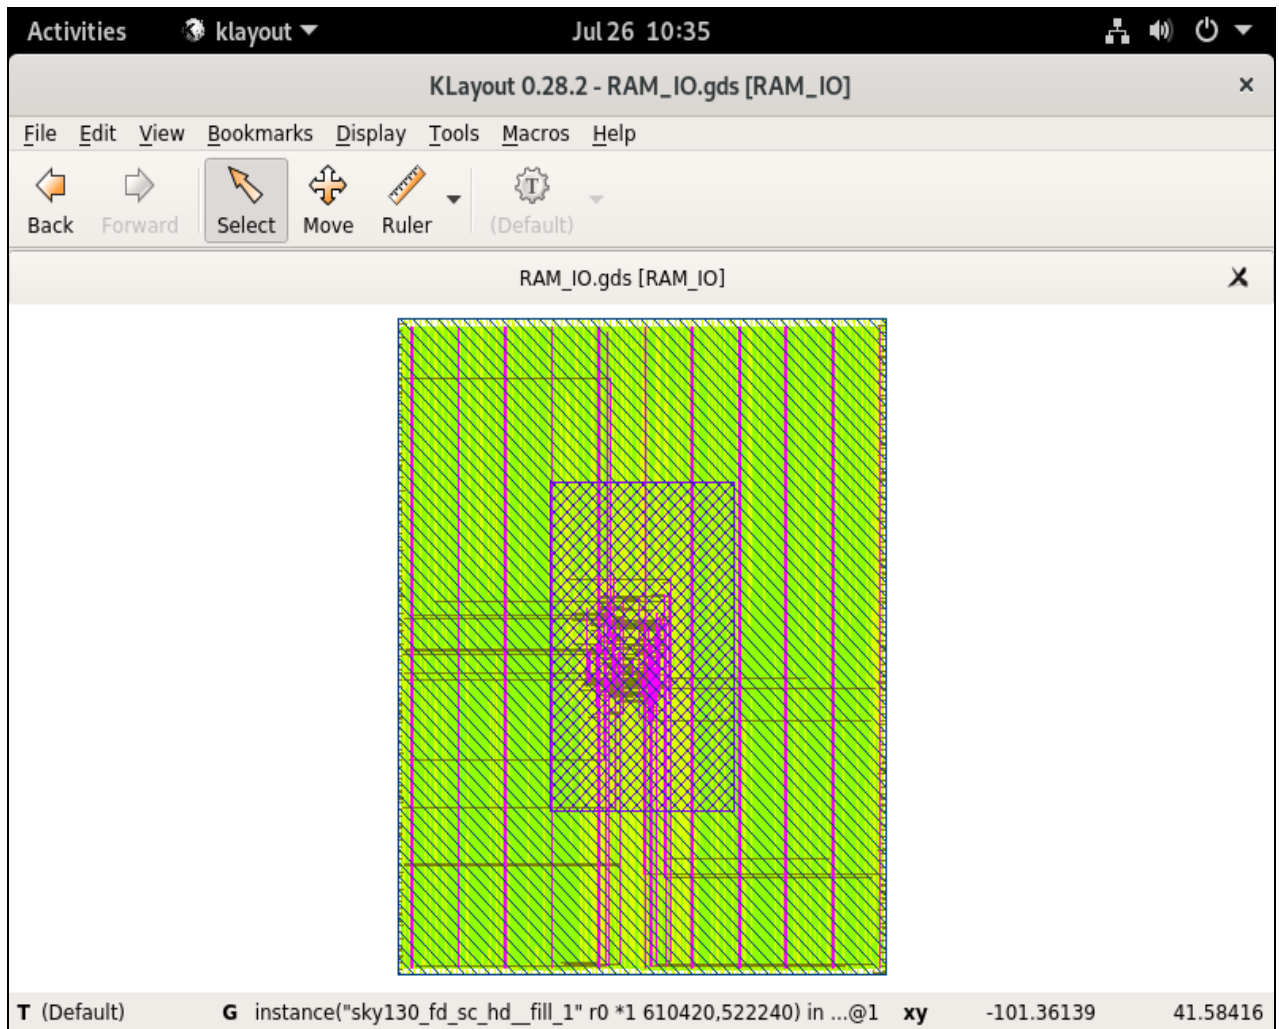 Activities klayout Jul 26 10:35
KLayout 0.28.2 - RAM_IO.gds [RAM_IO] ×
File Edit View Bookmarks Display Tools Macros Help
Back Forward Select Move Ruler T (Default)
RAM_IO.gds [RAM_IO]
T (Default) G instance("sky130_fd_sc_hd__fill_1" r0 *1 610420,522240) in ...@1 xy -101.36139 41.58416